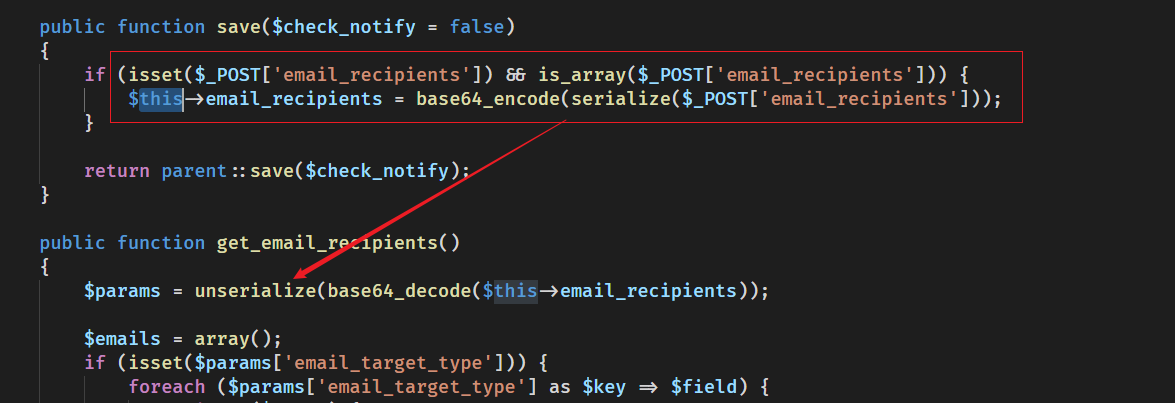 public function save($check_notify = false)
{
if (isset($_POST['email_recipients']) && is_array($_POST['email_recipients'])) {
$this->email_recipients = base64_encode(serialize($_POST['email_recipients']));
}
return parent::save($check_notify);
}
public function get_email_recipients()
{
$params = unserialize(base64_decode($this->email_recipients));
$emails = array();
if (isset($params['email_target_type'])) {
foreach ($params['email_target_type'] as $key => $field) {